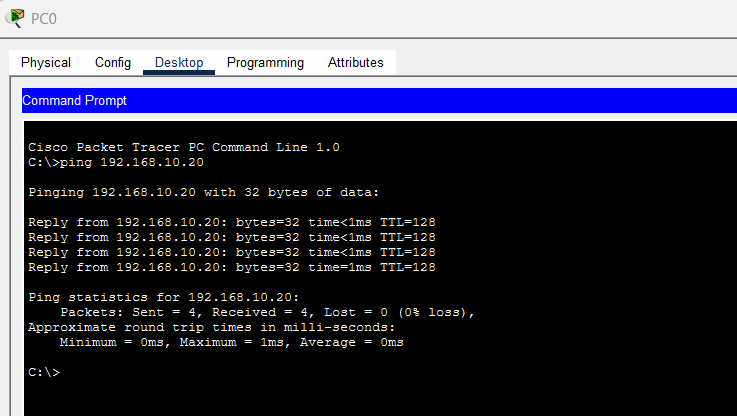 PC0
Physical Config Desktop Programming Attributes
Command Prompt
Cisco Packet Tracer PC Command Line 1.0
C:\>ping 192.168.10.20
Pinging 192.168.10.20 with 32 bytes of data:
Reply from 192.168.10.20: bytes=32 time<1ms TTL=128
Reply from 192.168.10.20: bytes=32 time<1ms TTL=128
Reply from 192.168.10.20: bytes=32 time<1ms TTL=128
Reply from 192.168.10.20: bytes=32 time=1ms TTL=128
Ping statistics for 192.168.10.20:
    Packets: Sent = 4, Received = 4, Lost = 0 (0% loss),
Approximate round trip times in milli-seconds:
    Minimum = 0ms, Maximum = 1ms, Average = 0ms
C:\>